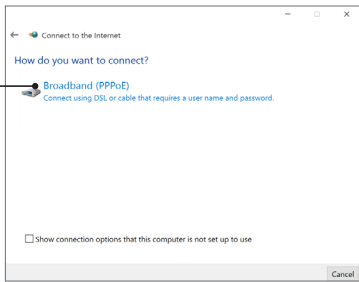 Connect to the Internet
How do you want to connect?
Broadband (PPPoE)
Connect using DSL or cable that requires a user name and password.
Show connection options that this computer is not set up to use
Cancel